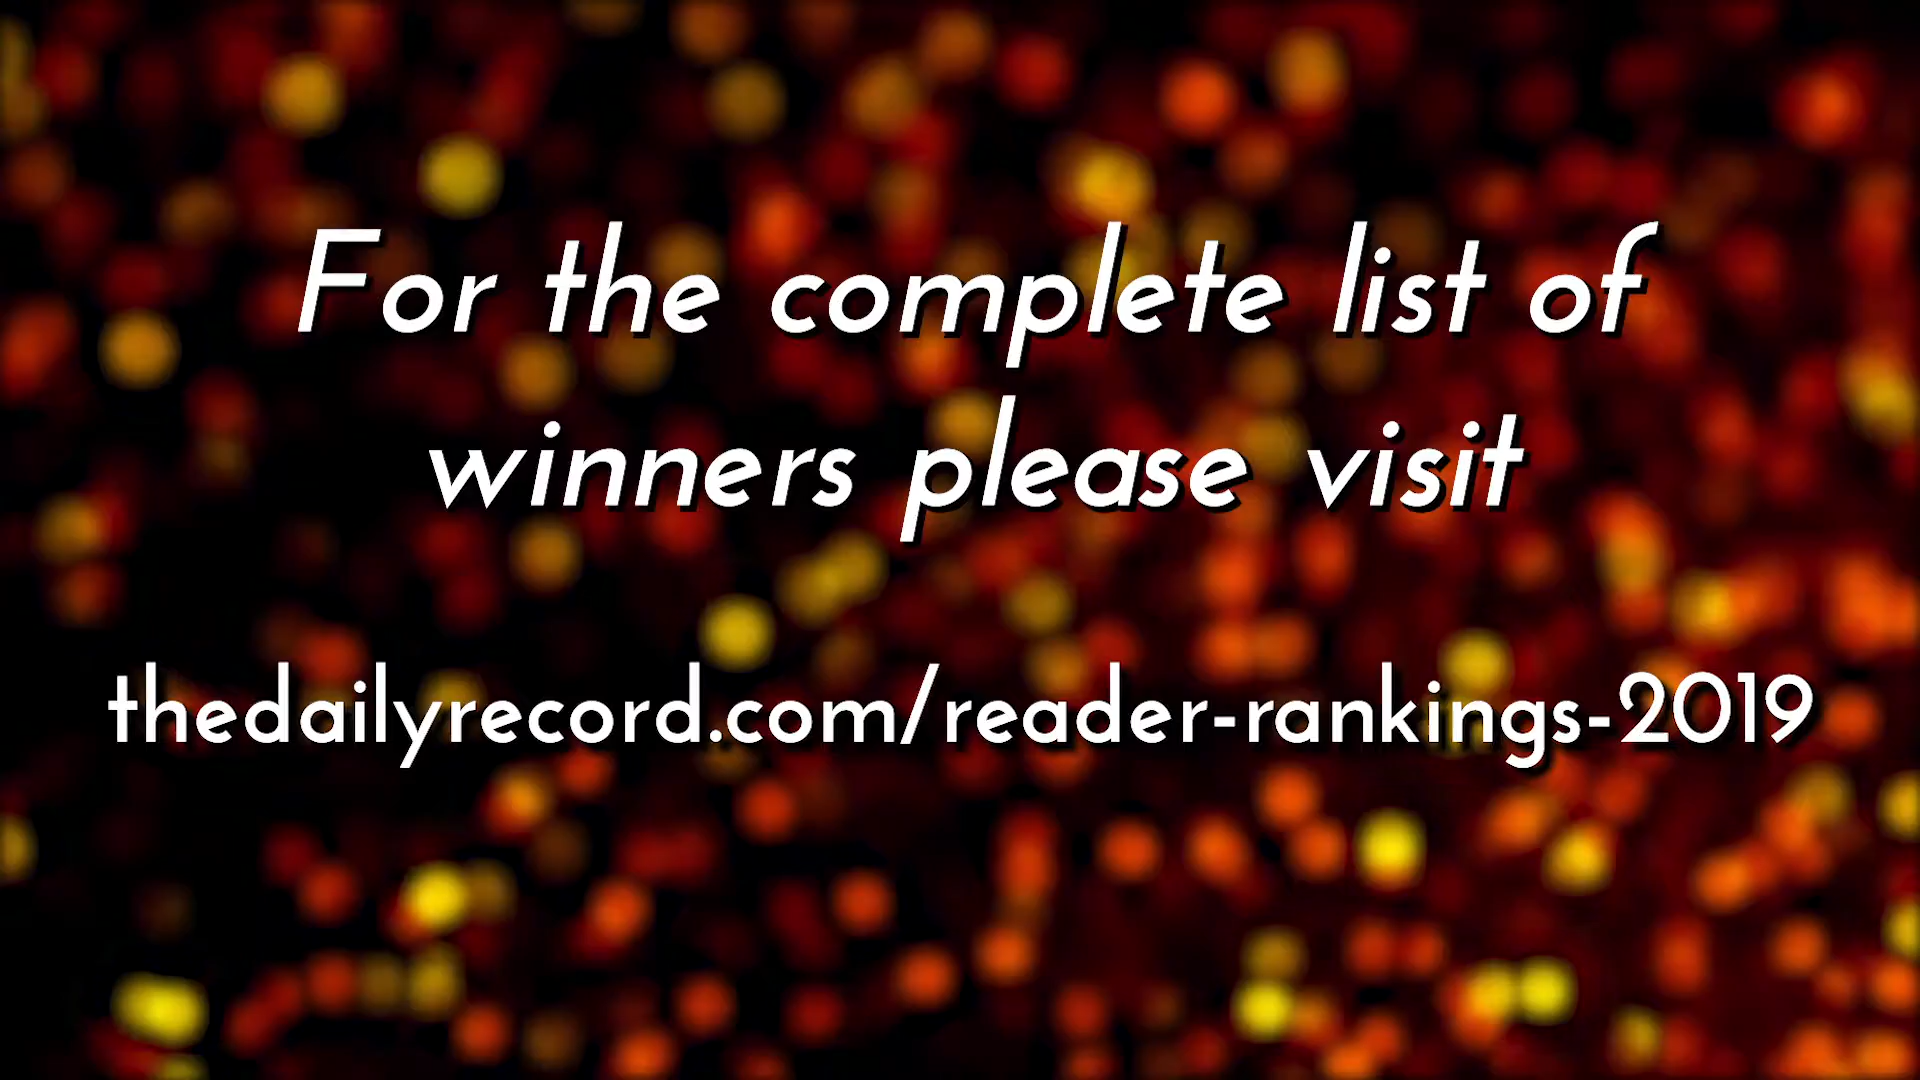 For the complete list of
winners please visit
thedailyrecord.com/reader-rankings-2019